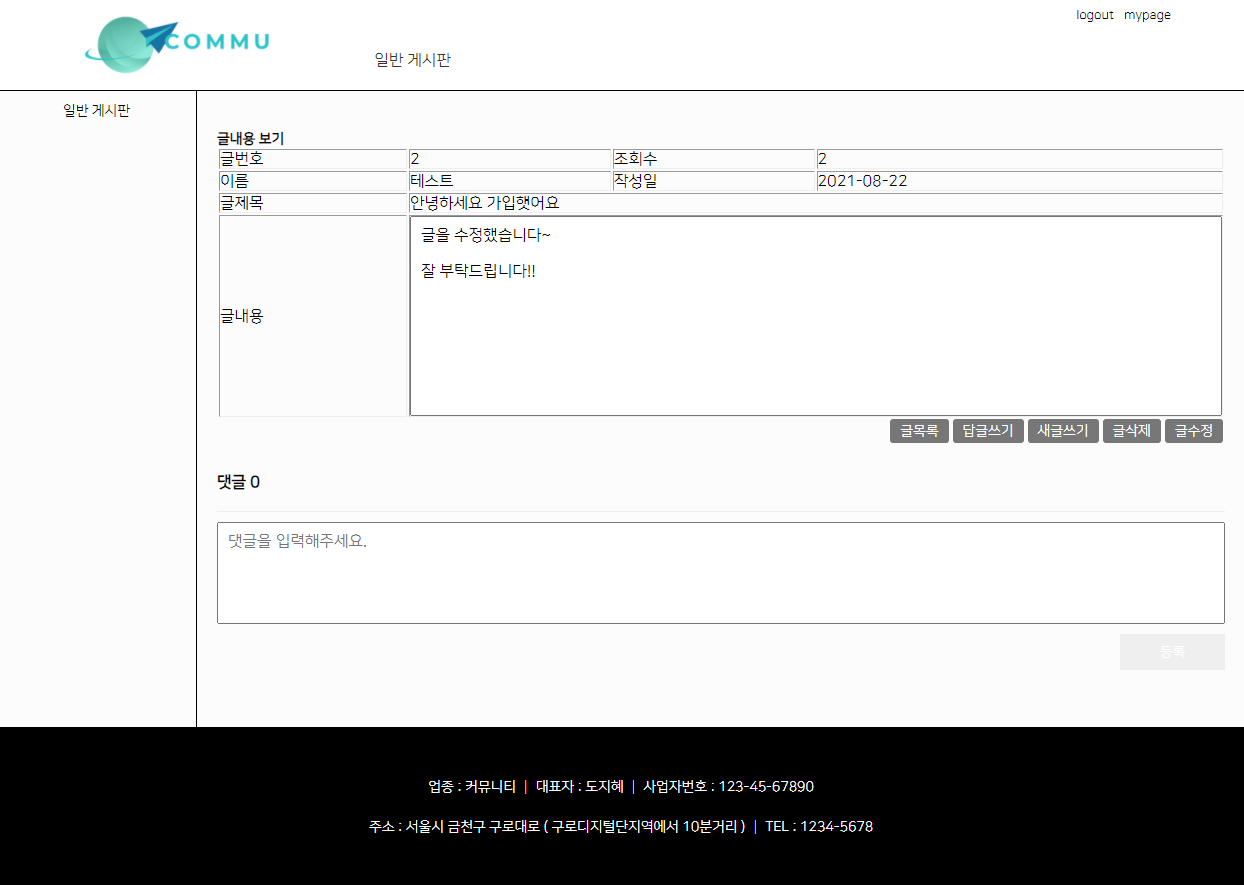 COMMU
logout mypage
일반 게시판
일반 게시판
글내용 보기
글번호 2 조회수 2
이름 테스트 작성일 2021-08-22
글제목 안녕하세요 가입햇어요
글내용
글을 수정했습니다~
잘 부탁드립니다!!
글목록 답글쓰기 새글쓰기 글삭제 글수정
댓글 0
댓글을 입력해주세요.
등록
업종 : 커뮤니티 | 대표자 : 도지혜 | 사업자번호 : 123-45-67890
주소 : 서울시 금천구 구로대로 ( 구로디지털단지역에서 10분거리 ) | TEL : 1234-5678